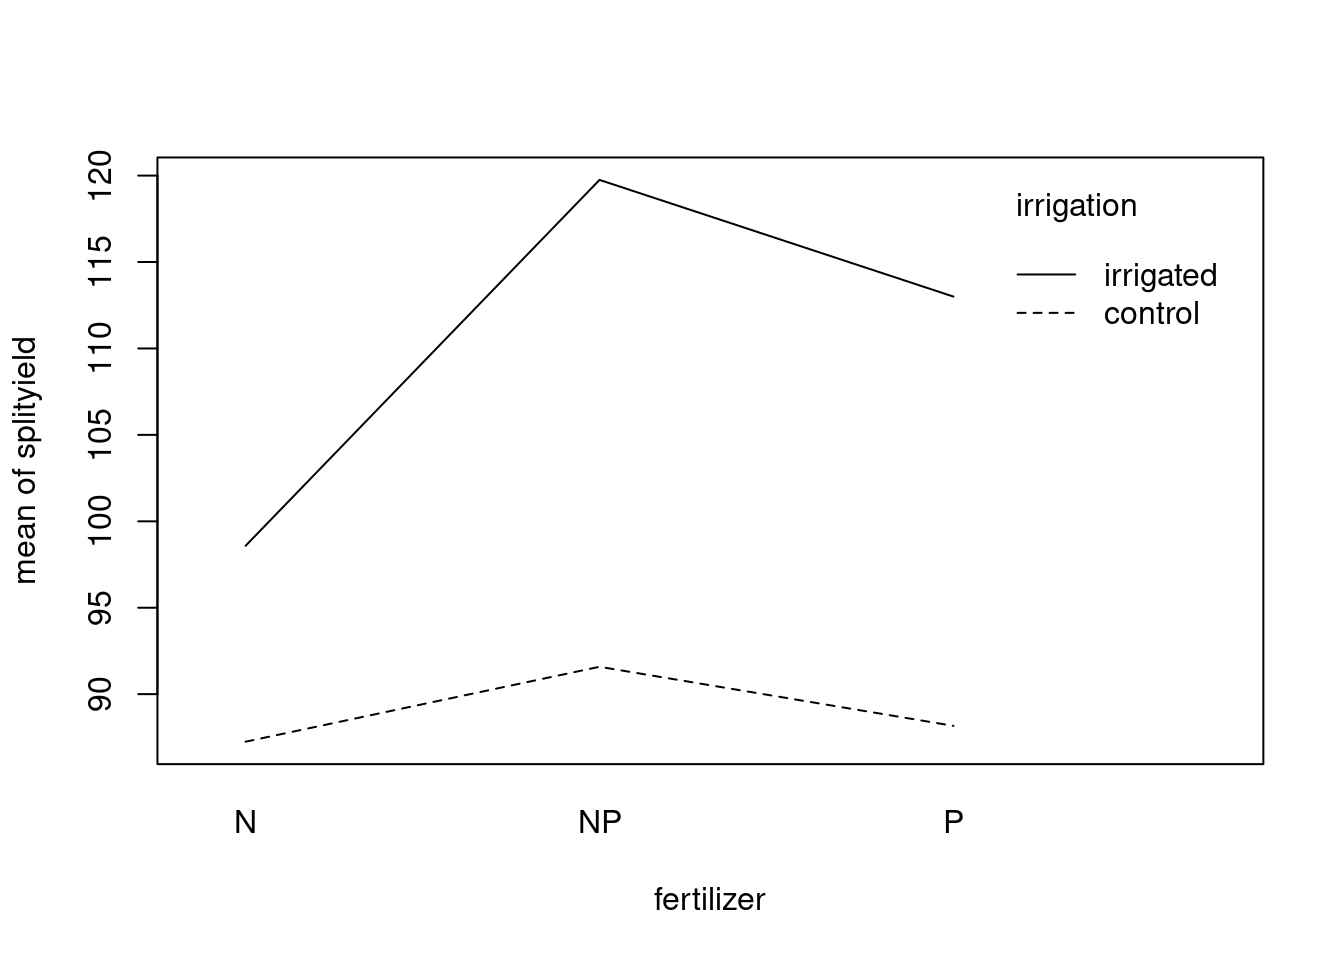 120
115
110
105
100
95
90
mean of splityield
irrigation
irrigated
control
N
NP
P
fertilizer